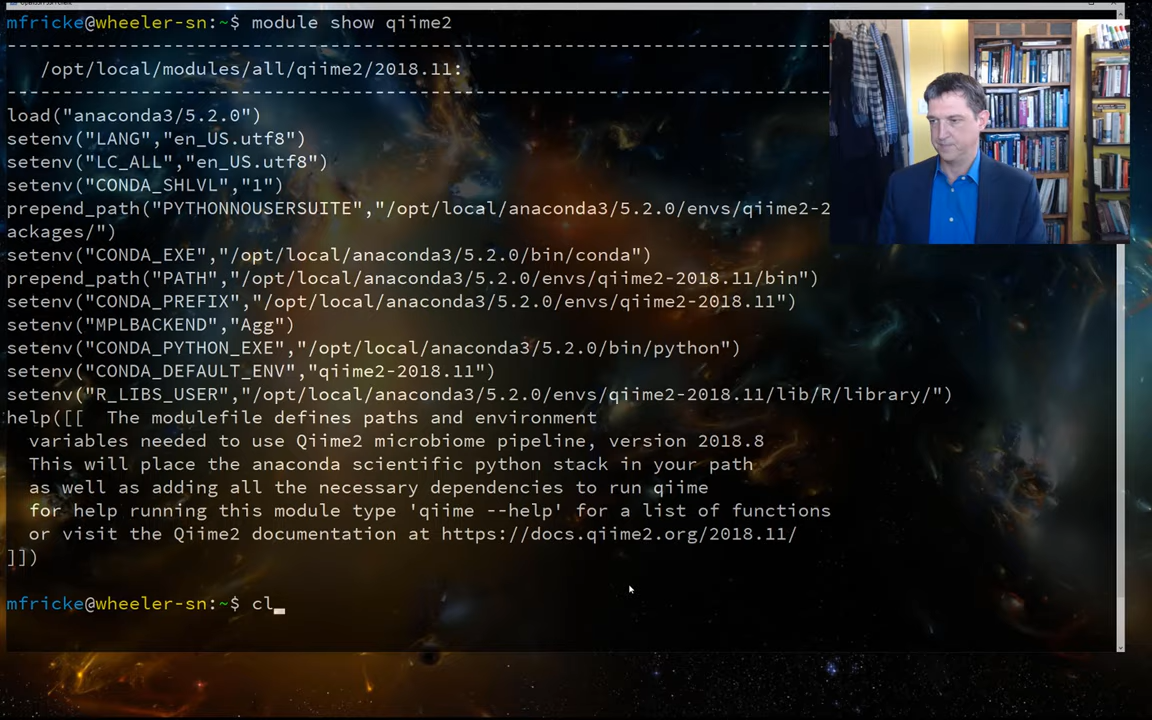 mfricke@wheeler-sn:~$ module show qiime2
--------------------------------------------------------------------------------
/opt/local/modules/all/qiime2/2018.11:
--------------------------------------------------------------------------------
load("anaconda3/5.2.0")
setenv("LANG","en_US.utf8")
setenv("LC_ALL","en_US.utf8")
setenv("CONDA_SHLVL","1")
prepend_path("PYTHONNOUSERSUITE","/opt/local/anaconda3/5.2.0/envs/qiime2-2
ackages/")
setenv("CONDA_EXE","/opt/local/anaconda3/5.2.0/bin/conda")
prepend_path("PATH","/opt/local/anaconda3/5.2.0/envs/qiime2-2018.11/bin")
setenv("CONDA_PREFIX","/opt/local/anaconda3/5.2.0/envs/qiime2-2018.11")
setenv("MPLBACKEND","Agg")
setenv("CONDA_PYTHON_EXE","/opt/local/anaconda3/5.2.0/bin/python")
setenv("CONDA_DEFAULT_ENV","qiime2-2018.11")
setenv("R_LIBS_USER","/opt/local/anaconda3/5.2.0/envs/qiime2-2018.11/lib/R/library/")
help([[  The modulefile defines paths and environment
variables needed to use Qiime2 microbiome pipeline, version 2018.8
This will place the anaconda scientific python stack in your path
as well as adding all the necessary dependencies to run qiime
for help running this module type 'qiime --help' for a list of functions
or visit the Qiime2 documentation at https://docs.qiime2.org/2018.11/
]])
mfricke@wheeler-sn:~$ cl